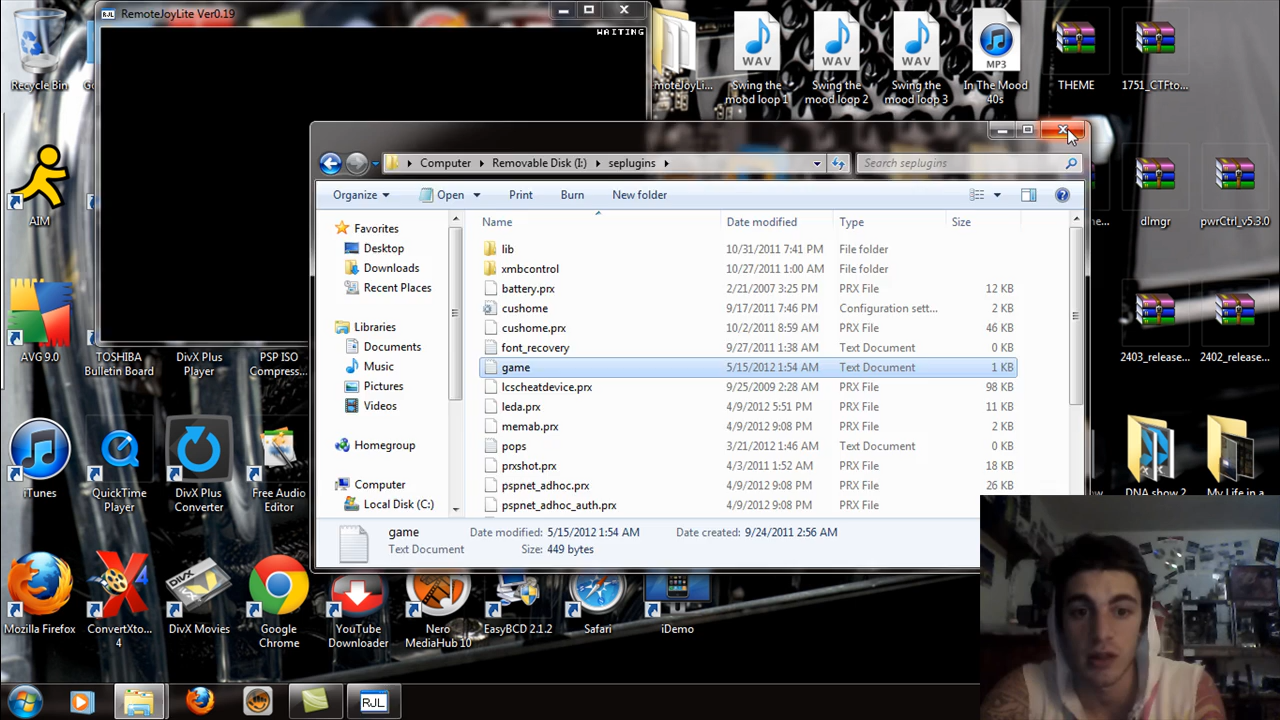 RemoteJoyLite Ver0.19
WAITING
Recycle Bin
emoteJoyLi...
Swing the mood loop 1
Swing the mood loop 2
Swing the mood loop 3
In The Mood 40s
THEME
1751_CTFto...
WAV
WAV
WAV
MP3
Computer
Removable Disk (I:)
seplugins
Search seplugins
Organize
Open
Print
Burn
New folder
Name
Date modified
Type
Size
Favorites
Desktop
Downloads
Recent Places
Libraries
Documents
Music
Pictures
Videos
Homegroup
Computer
Local Disk (C:)
lib 10/31/2011 7:41 PM File folder
xmbcontrol 10/27/2011 1:00 AM File folder
battery.prx 2/21/2007 3:25 PM PRX File 12 KB
cushome 9/17/2011 7:46 PM Configuration sett... 2 KB
cushome.prx 10/2/2011 8:59 AM PRX File 46 KB
font_recovery 9/27/2011 1:38 AM Text Document 0 KB
game 5/15/2012 1:54 AM Text Document 1 KB
lcscheatdevice.prx 9/25/2009 2:28 AM PRX File 98 KB
leda.prx 4/9/2012 5:51 PM PRX File 11 KB
memab.prx 4/9/2012 9:08 PM PRX File 2 KB
pops 3/21/2012 1:46 AM Text Document 0 KB
prxshot.prx 4/3/2011 1:52 AM PRX File 18 KB
pspnet_adhoc.prx 4/9/2012 9:08 PM PRX File 26 KB
pspnet_adhoc_auth.prx 4/9/2012 9:08 PM PRX File
game
Text Document
Date modified: 5/15/2012 1:54 AM
Size: 449 bytes
Date created: 9/24/2011 2:56 AM
AIM
dlmgr
pwrCtrl_v5.3.0
AVG 9.0
TOSHIBA Bulletin Board
DivX Plus Player
PSP ISO Compress...
2403_release...
2402_release...
iTunes
QuickTime Player
DivX Plus Converter
Free Audio Editor
DNA show 2
My Life in a
Mozilla Firefox
ConvertXto... 4
DivX Movies
Google Chrome
YouTube Downloader
Nero MediaHub 10
EasyBCD 2.1.2
Safari
iDemo
RJL